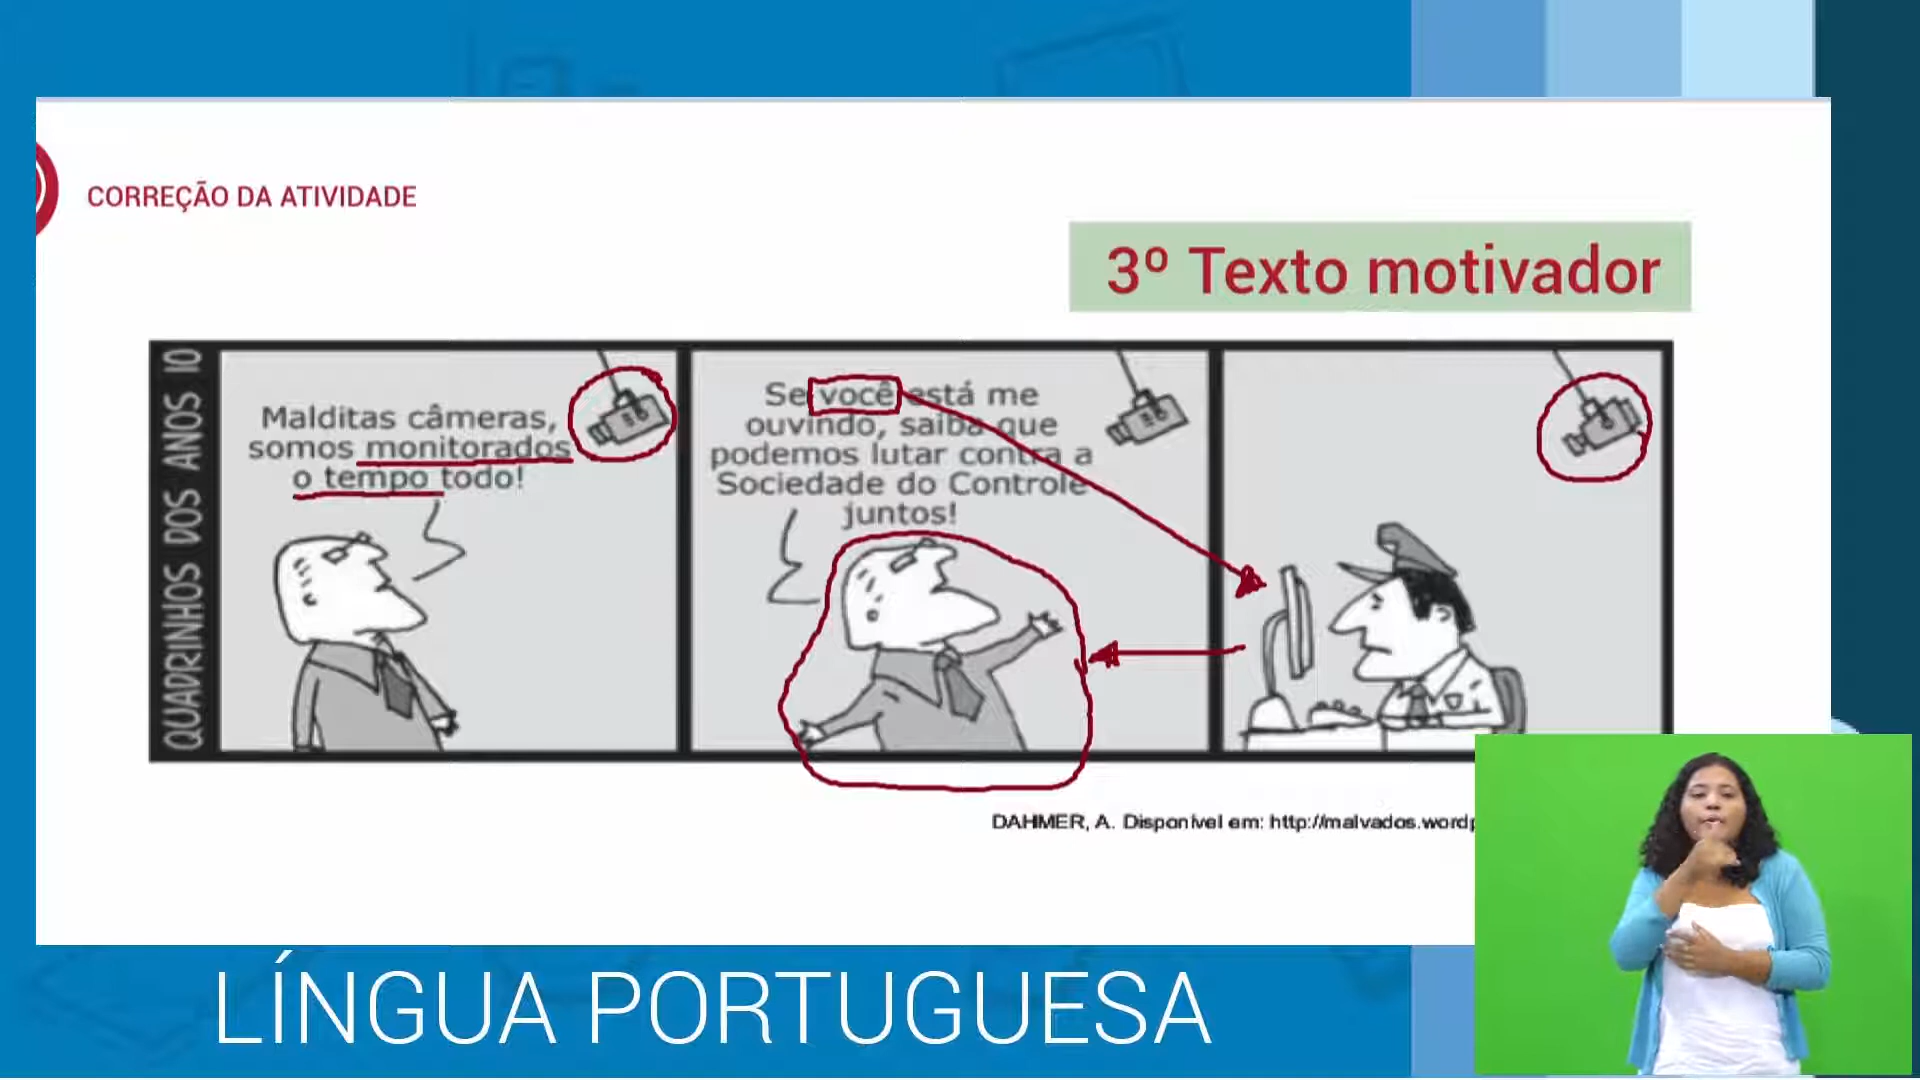 CORREÇÃO DA ATIVIDADE
3º Texto motivador
QUADRINHOS DOS ANOS 10
Malditas câmeras,
somos monitorados
o tempo todo!
Se você está me
ouvindo, saiba que
podemos lutar contra a
Sociedade do Controle
juntos!
DAHMER, A. Disponível em: http://malvados.wordp
LÍNGUA PORTUGUESA